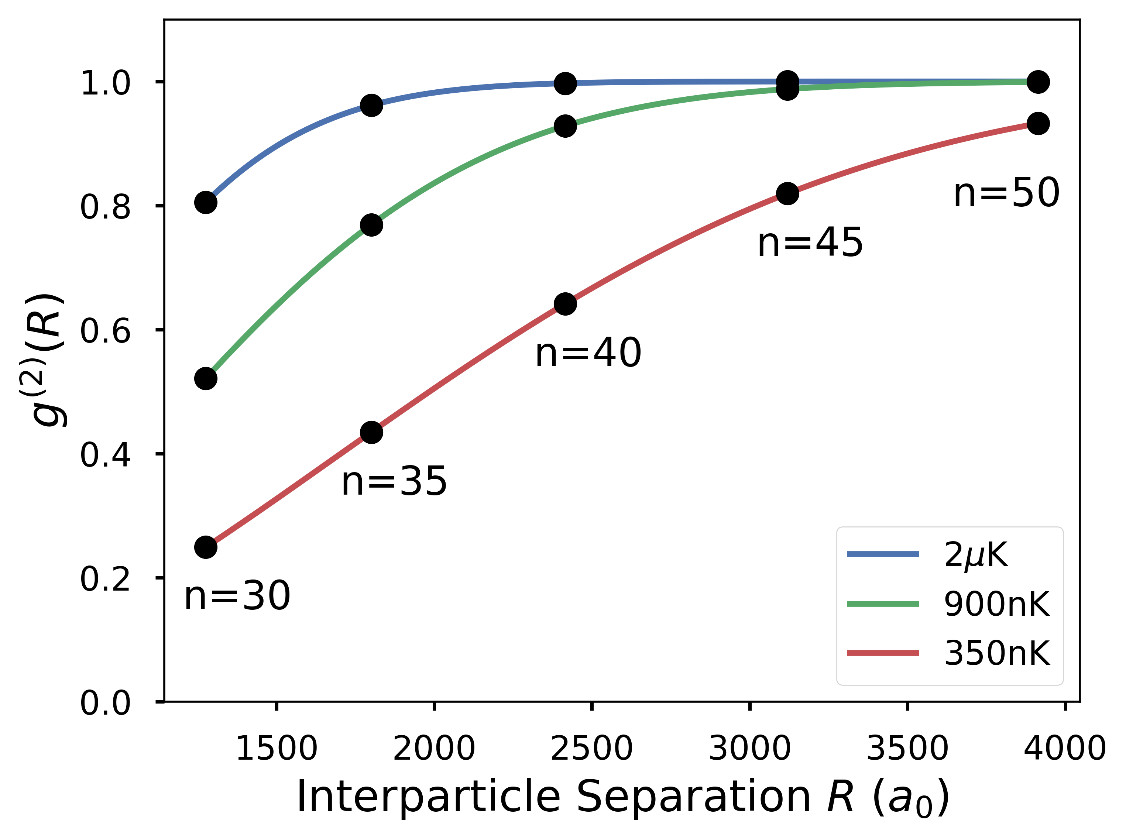 1.0
0.8
0.6
0.4
0.2
0.0
g^{(2)}(R)
n=30
n=35
n=40
n=45
n=50
2μK
900nK
350nK
1500 2000 2500 3000 3500 4000
Interparticle Separation R (a₀)